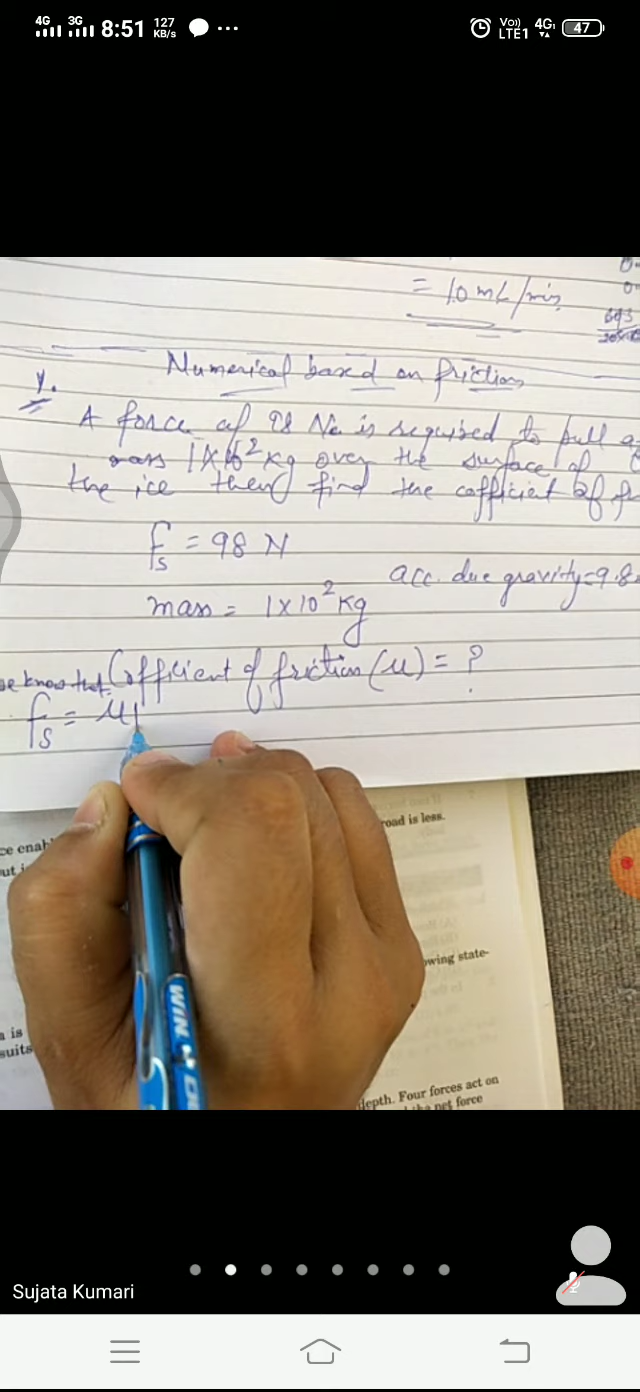 4G 3G 8:51 127 KB/s ...
Vo)) LTE1 4G 47
= 1.0 mL/min
Numerical based on friction
1.
A force of 98 N is required to pull a
mass 1×10² kg over the surface of
the ice then find the cofficient of
fs = 98 N
acc. due gravity = 9.8
mass = 1×10² kg
we know that. Cofficient of friction (μ) = ?
fs = μ
road is less.
ce enab
ut i
owing state-
a is
suits
WIN
depth. Four forces act on
the net force
Sujata Kumari